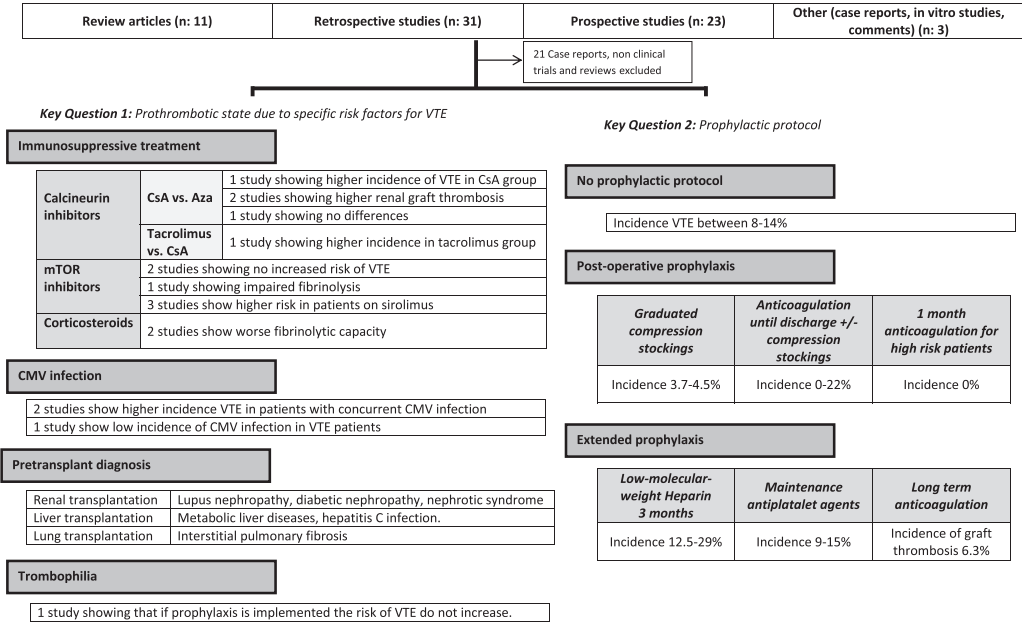 Review articles (n: 11)
Retrospective studies (n: 31)
Prospective studies (n: 23)
Other (case reports, in vitro studies,
comments) (n: 3)
21 Case reports, non clinical
trials and reviews excluded
Key Question 1: Prothrombotic state due to specific risk factors for VTE
Immunosuppressive treatment
Calcineurin
inhibitors
CsA vs. Aza
1 study showing higher incidence of VTE in CsA group
2 studies showing higher renal graft thrombosis
1 study showing no differences
Tacrolimus
vs. CsA
1 study showing higher incidence in tacrolimus group
mTOR
inhibitors
2 studies showing no increased risk of VTE
1 study showing impaired fibrinolysis
3 studies show higher risk in patients on sirolimus
Corticosteroids
2 studies show worse fibrinolytic capacity
CMV infection
2 studies show higher incidence VTE in patients with concurrent CMV infection
1 study show low incidence of CMV infection in VTE patients
Pretransplant diagnosis
Renal transplantation
Lupus nephropathy, diabetic nephropathy, nephrotic syndrome
Liver transplantation
Metabolic liver diseases, hepatitis C infection.
Lung transplantation
Interstitial pulmonary fibrosis
Trombophilia
1 study showing that if prophylaxis is implemented the risk of VTE do not increase.
Key Question 2: Prophylactic protocol
No prophylactic protocol
Incidence VTE between 8-14%
Post-operative prophylaxis
Graduated
compression
stockings
Anticoagulation
until discharge +/-
compression
stockings
1 month
anticoagulation for
high risk patients
Incidence 3.7-4.5%
Incidence 0-22%
Incidence 0%
Extended prophylaxis
Low-molecular-
weight Heparin
3 months
Maintenance
antiplatalet agents
Long term
anticoagulation
Incidence 12.5-29%
Incidence 9-15%
Incidence of graft
thrombosis 6.3%